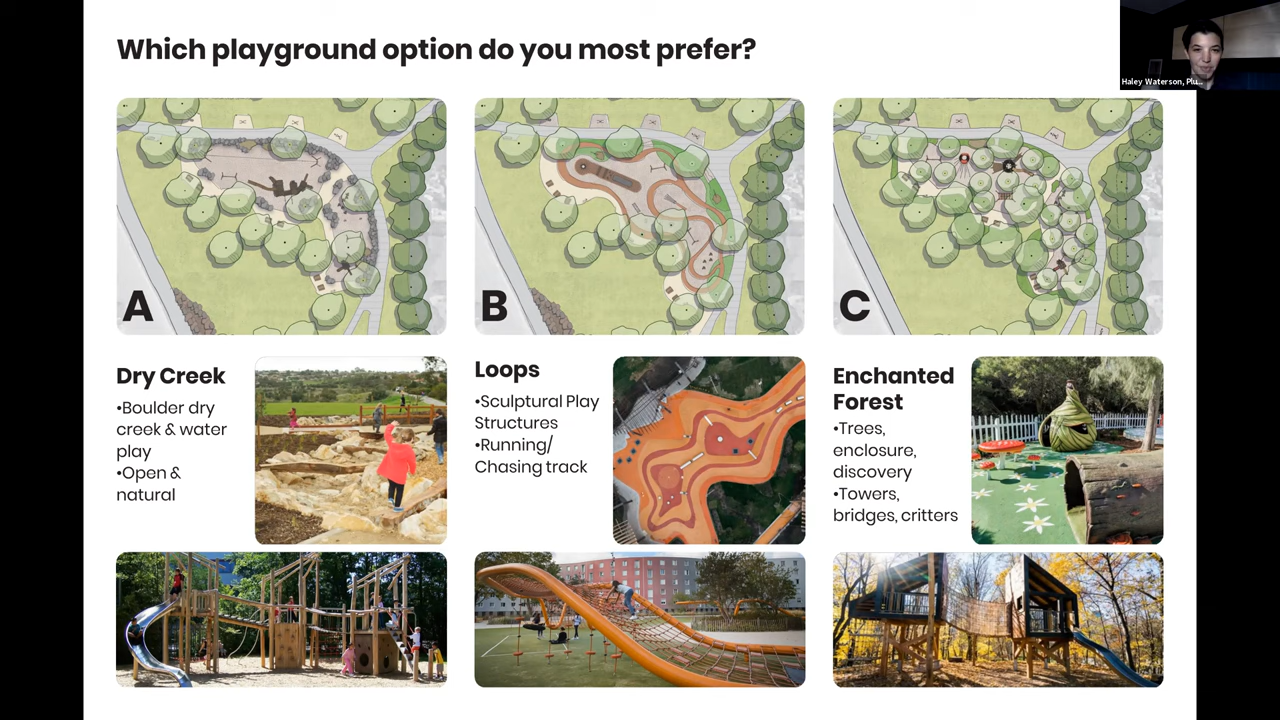 Which playground option do you most prefer?
Haley Waterson, Plu...
A
B
C
Dry Creek
•Boulder dry
creek & water
play
•Open &
natural
Loops
•Sculptural Play
Structures
•Running/
Chasing track
Enchanted
Forest
•Trees,
enclosure,
discovery
•Towers,
bridges, critters